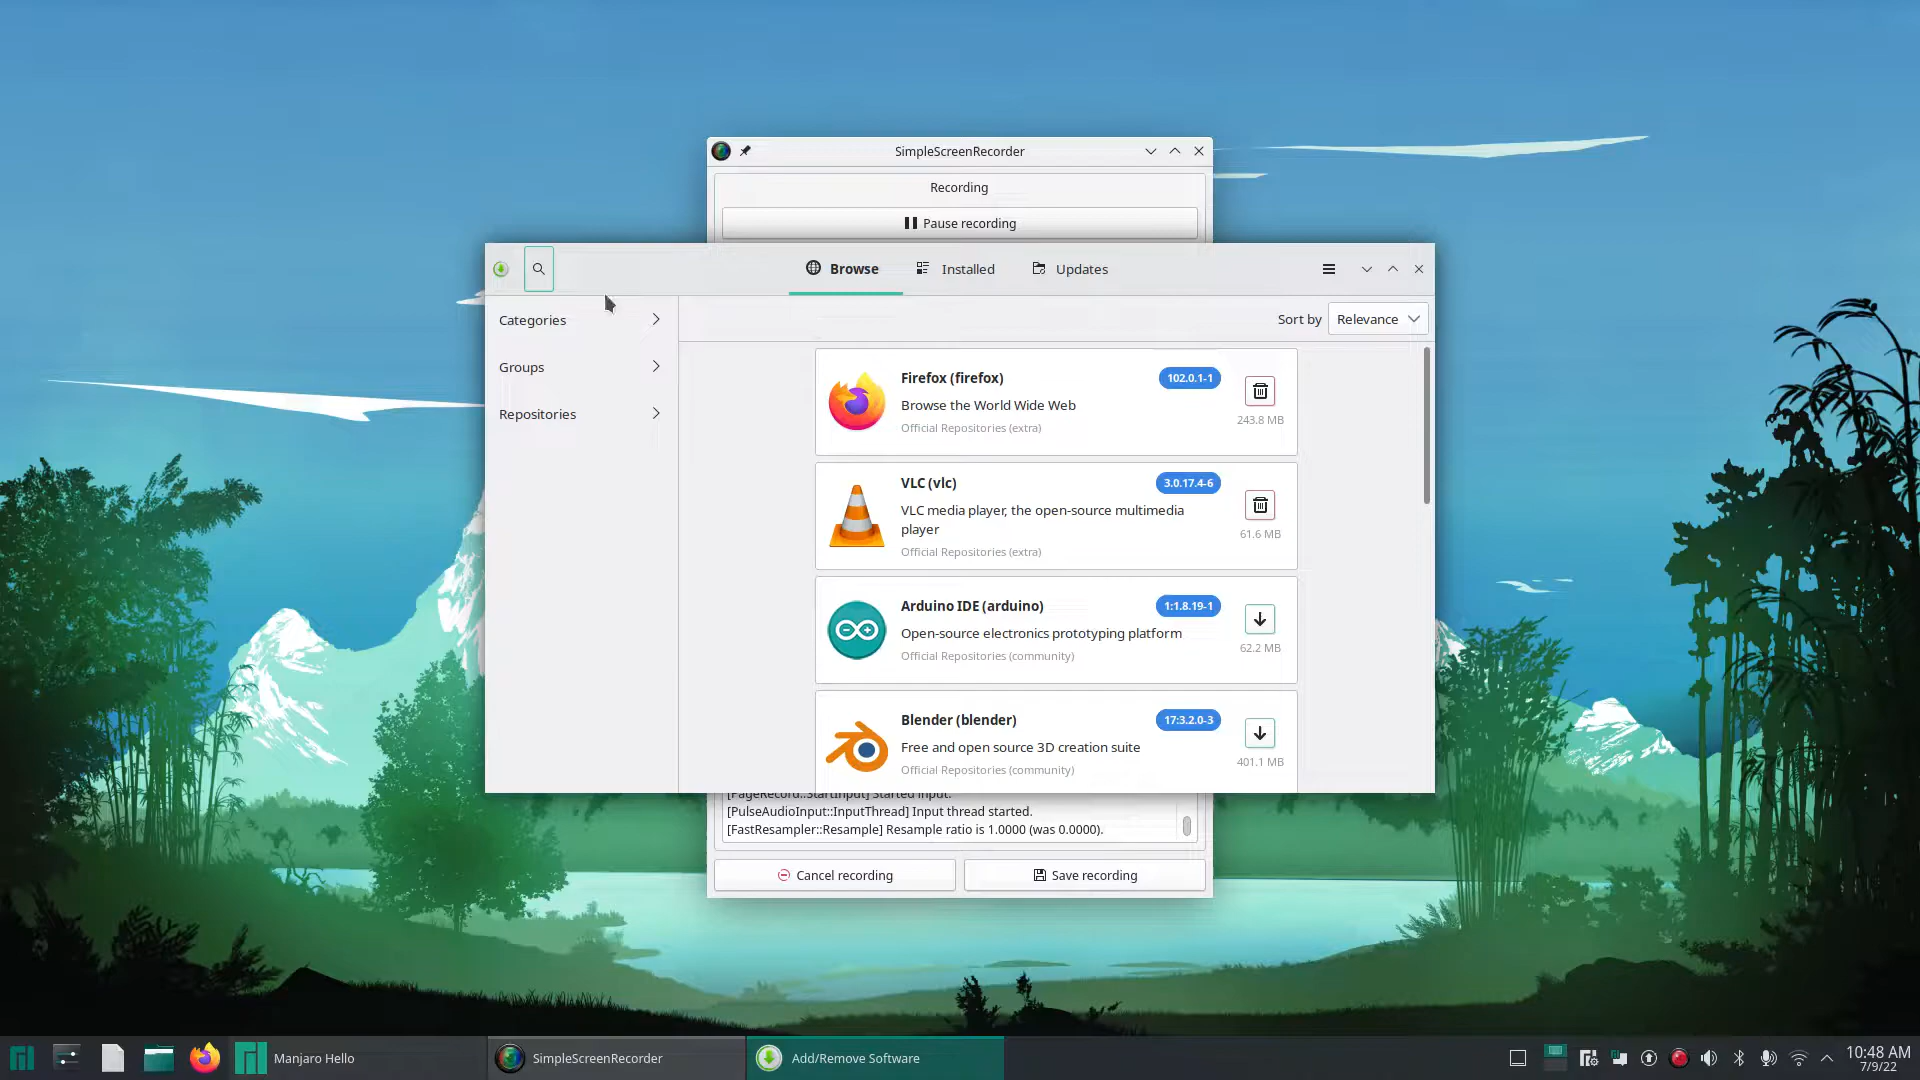 SimpleScreenRecorder
Recording
Pause recording
Browse
Installed
Updates
Categories
Groups
Repositories
Sort by
Relevance
Firefox (firefox)
102.0.1-1
Browse the World Wide Web
Official Repositories (extra)
243.8 MB
VLC (vlc)
3.0.17.4-6
VLC media player, the open-source multimedia
player
Official Repositories (extra)
61.6 MB
Arduino IDE (arduino)
1:1.8.19-1
Open-source electronics prototyping platform
Official Repositories (community)
62.2 MB
Blender (blender)
17:3.2.0-3
Free and open source 3D creation suite
Official Repositories (community)
401.1 MB
[PageRecord::StartInput] Started input.
[PulseAudioInput::InputThread] Input thread started.
[FastResampler::Resample] Resample ratio is 1.0000 (was 0.0000).
Cancel recording
Save recording
Manjaro Hello
SimpleScreenRecorder
Add/Remove Software
10:48 AM
7/9/22